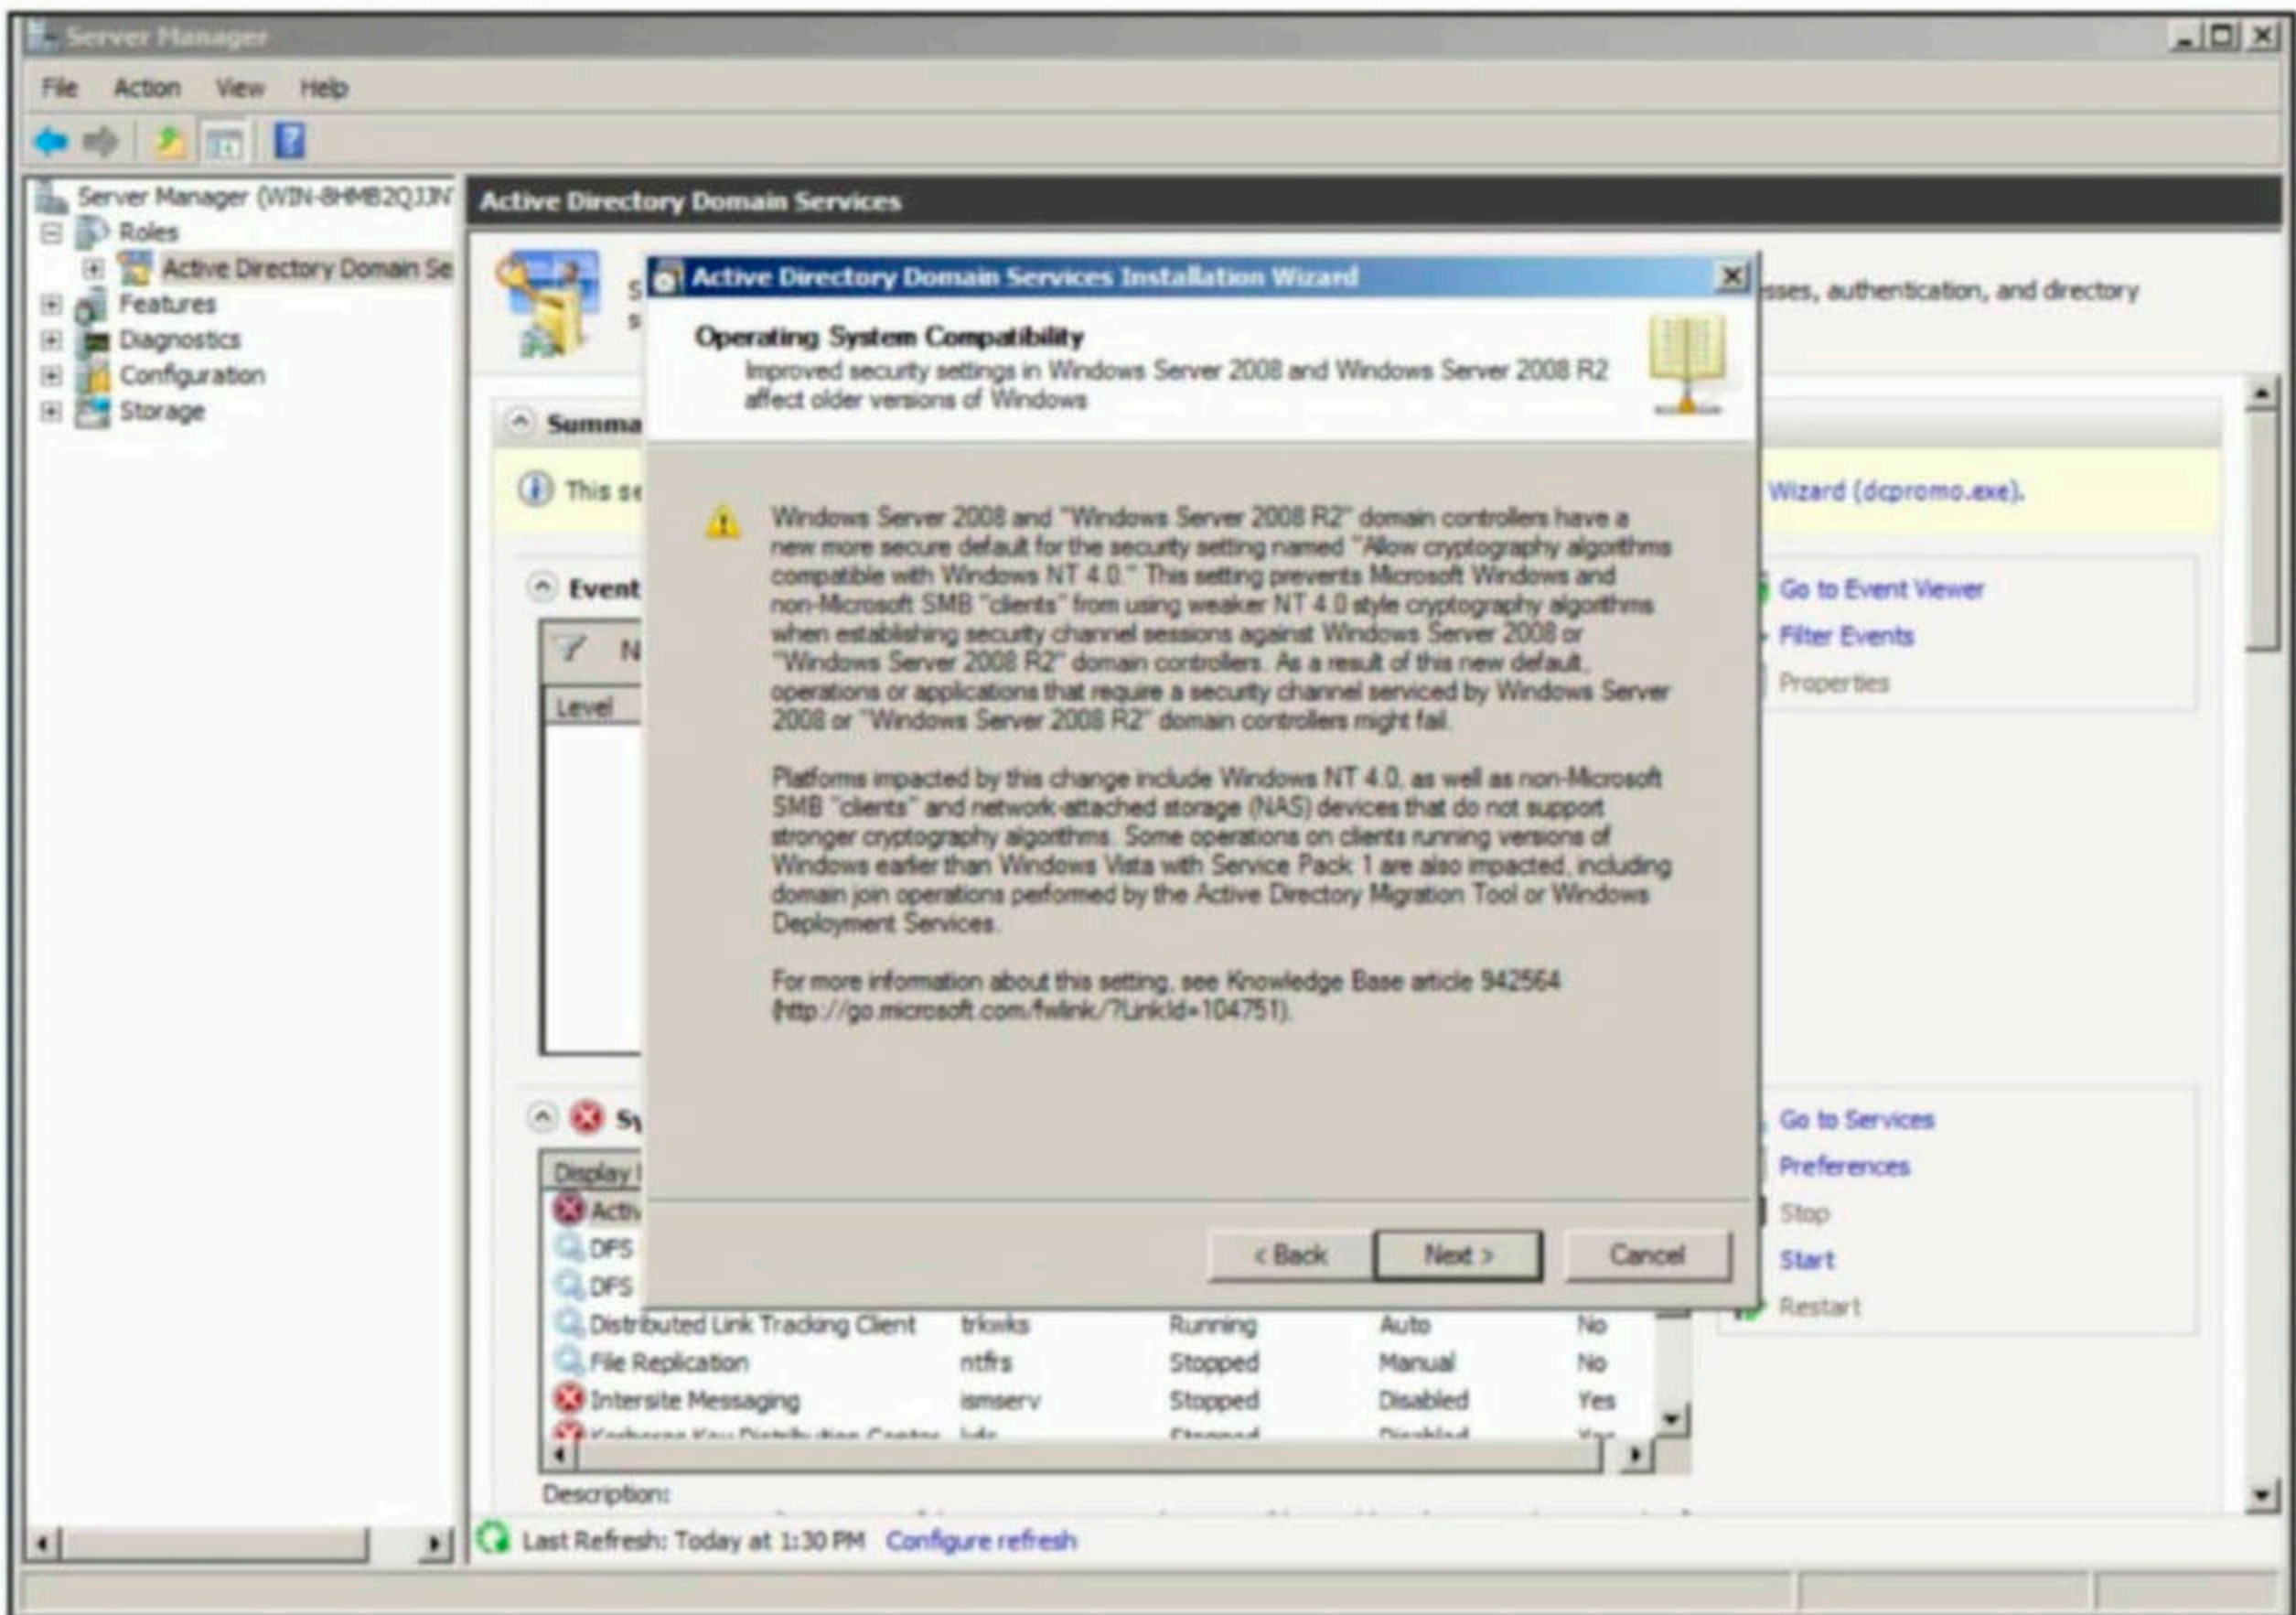 Server Manager
File Action View Help
Server Manager (WIN-8HMB2QJJN
Roles
Active Directory Domain Se
Features
Diagnostics
Configuration
Storage
Active Directory Domain Services
sses, authentication, and directory
Summa
This se
Wizard (dcpromo.exe).
Event
N
Level
Go to Event Viewer
Filter Events
Properties
Active Directory Domain Services Installation Wizard
Operating System Compatibility
Improved security settings in Windows Server 2008 and Windows Server 2008 R2
affect older versions of Windows
Windows Server 2008 and "Windows Server 2008 R2" domain controllers have a
new more secure default for the security setting named "Allow cryptography algorithms
compatible with Windows NT 4.0." This setting prevents Microsoft Windows and
non-Microsoft SMB "clients" from using weaker NT 4.0 style cryptography algorithms
when establishing security channel sessions against Windows Server 2008 or
"Windows Server 2008 R2" domain controllers. As a result of this new default,
operations or applications that require a security channel serviced by Windows Server
2008 or "Windows Server 2008 R2" domain controllers might fail.
Platforms impacted by this change include Windows NT 4.0, as well as non-Microsoft
SMB "clients" and network-attached storage (NAS) devices that do not support
stronger cryptography algorithms. Some operations on clients running versions of
Windows earlier than Windows Vista with Service Pack 1 are also impacted, including
domain join operations performed by the Active Directory Migration Tool or Windows
Deployment Services.
For more information about this setting, see Knowledge Base article 942564
(http://go.microsoft.com/fwlink/?LinkId=104751).
< Back Next > Cancel
Sy
Display
Acti
DFS
DFS
Distributed Link Tracking Client trkwks Running Auto No
File Replication ntfrs Stopped Manual No
Intersite Messaging ismserv Stopped Disabled Yes
Kerberos Key Distribution Center kdc Stopped Disabled Yes
Go to Services
Preferences
Stop
Start
Restart
Description:
Last Refresh: Today at 1:30 PM Configure refresh